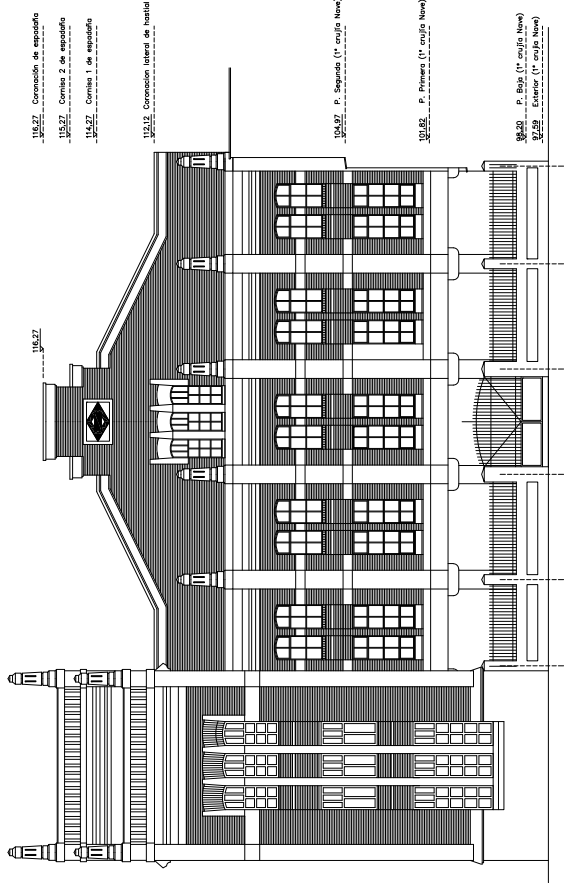 116,27 Coronación de espadaña
115,27 Cornisa 2 de espadaña
114,27 Cornisa 1 de espadaña
112,12 Coronacion lateral de hastial
104,97 P. Segunda (1ª crujía Nave)
101,82 P. Primera (1ª crujía Nave)
98,20 P. Baja (1ª crujía Nave)
97,59 Exterior (1ª crujía Nave)
116,27